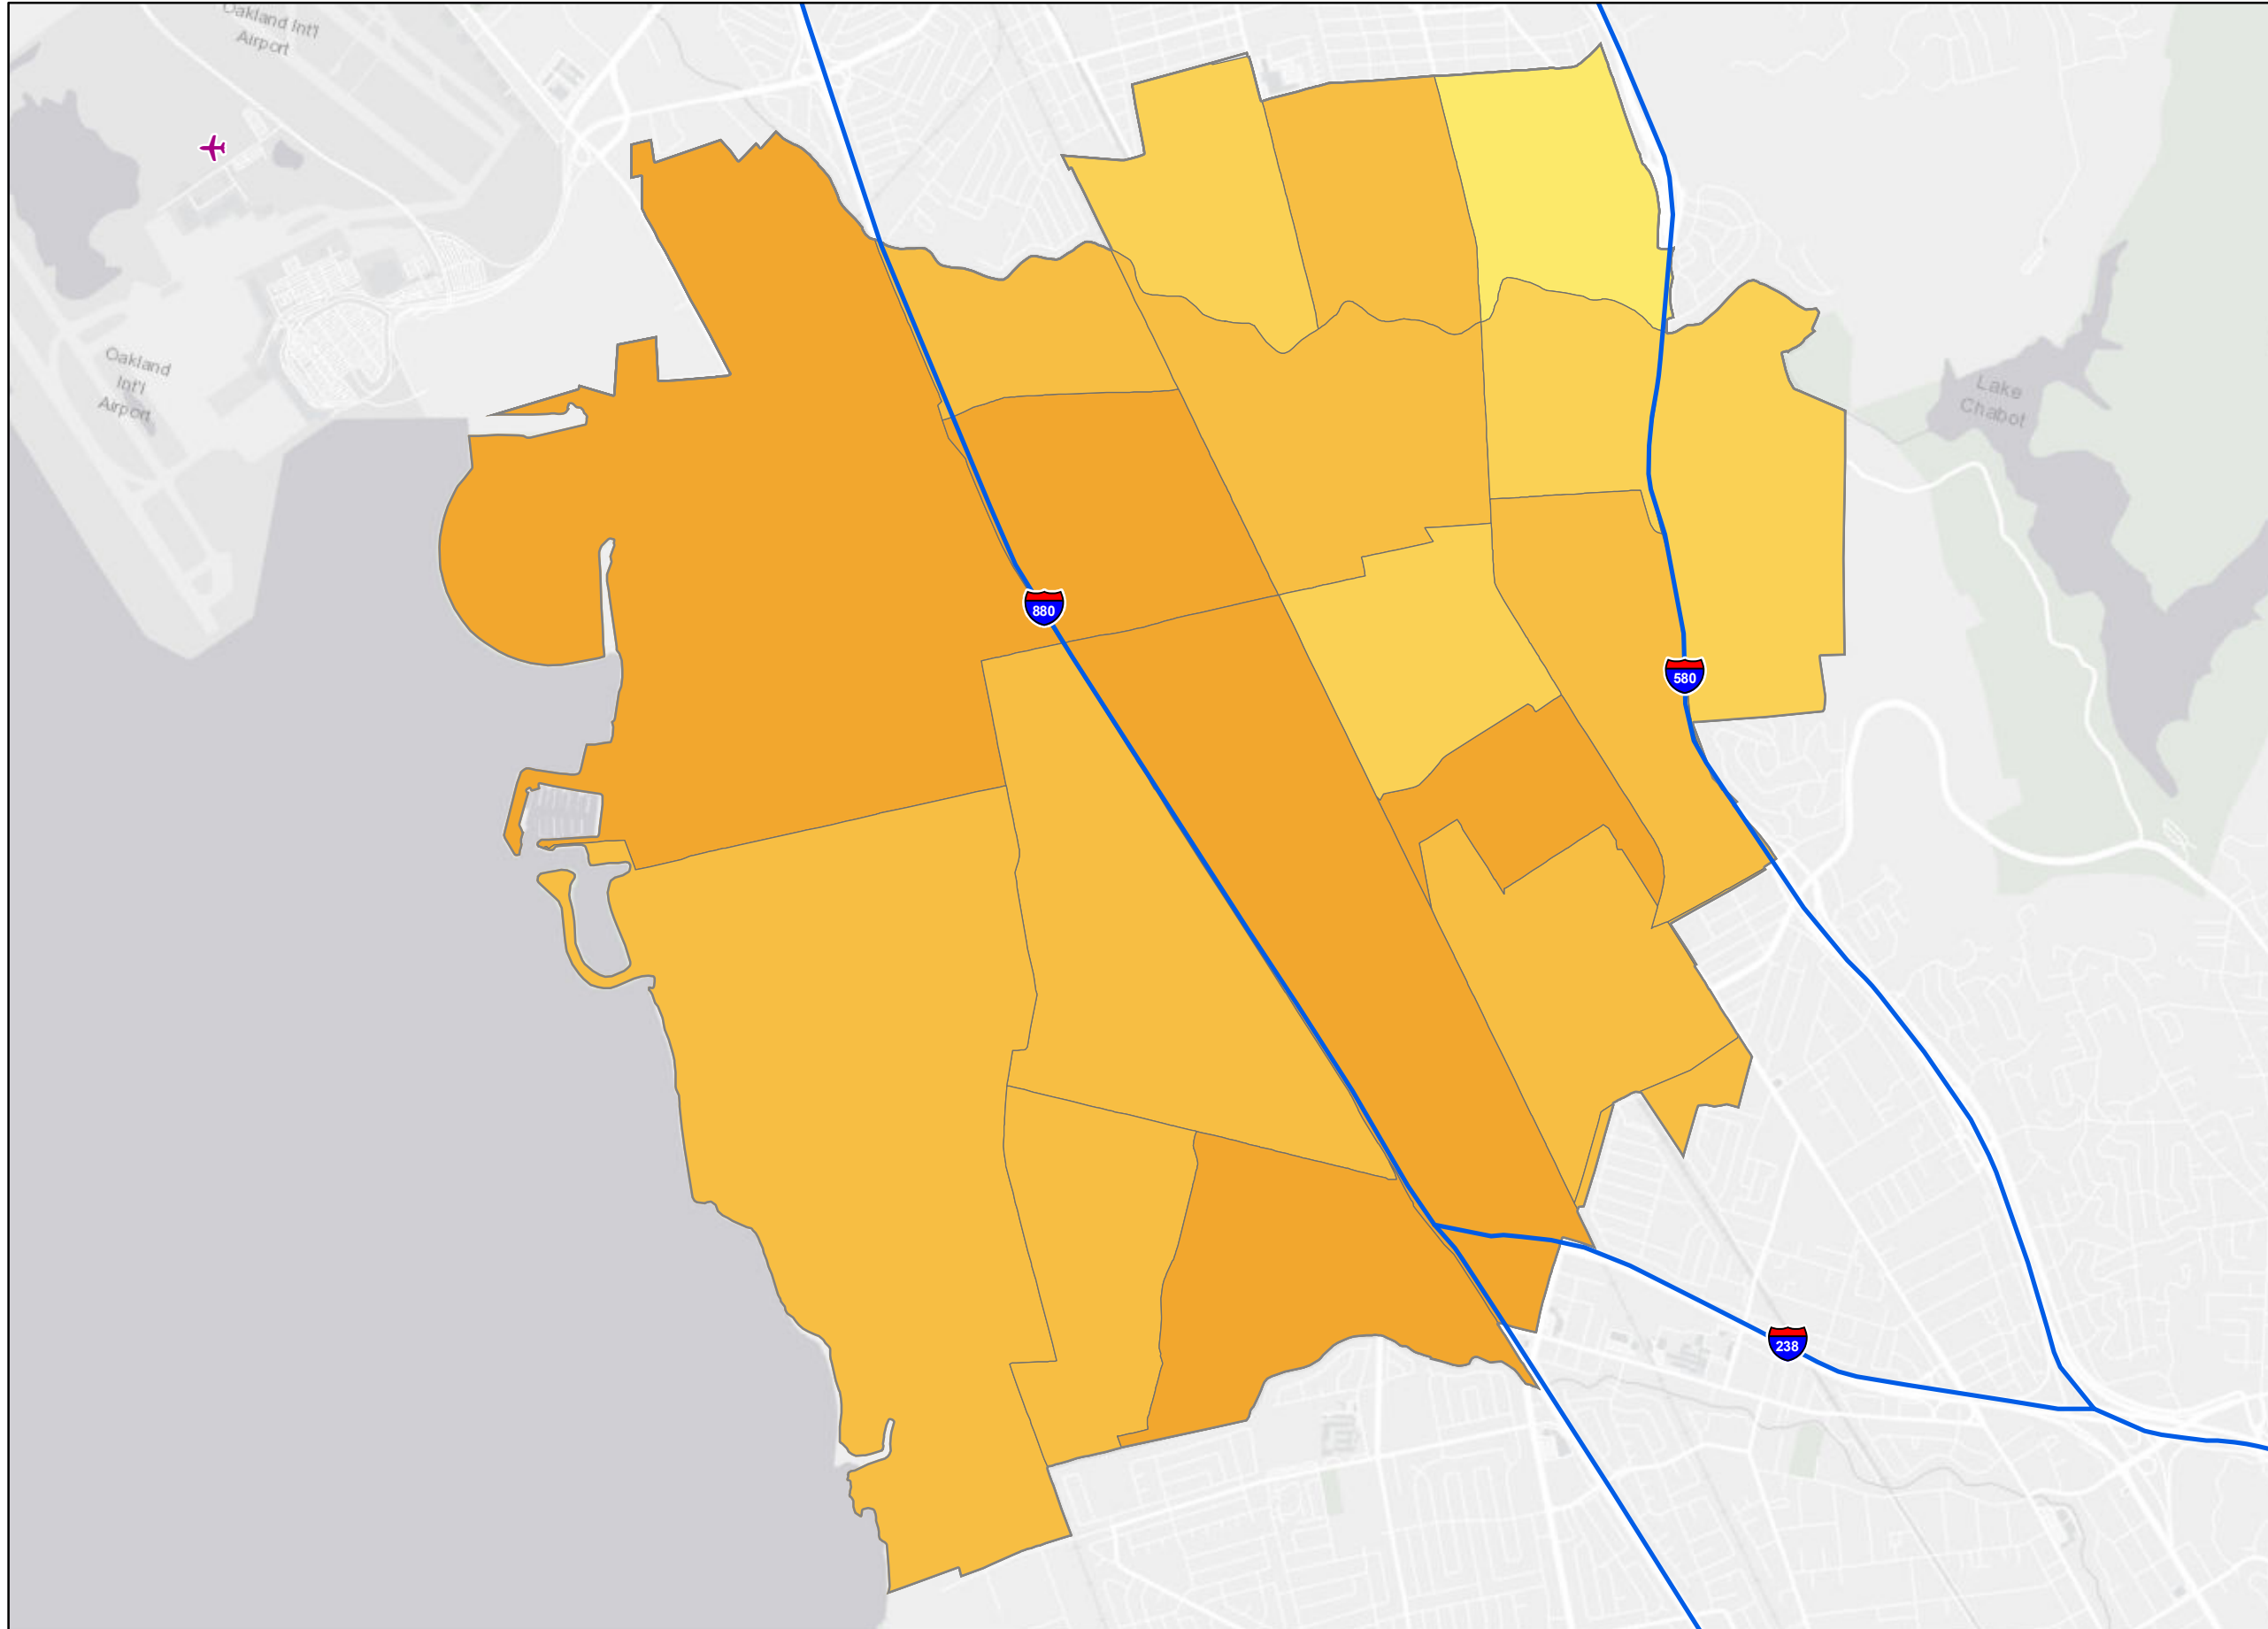 Oakland Int'l
Airport
Oakland
Int'l
Airport
Lake
Chabot
880
580
238